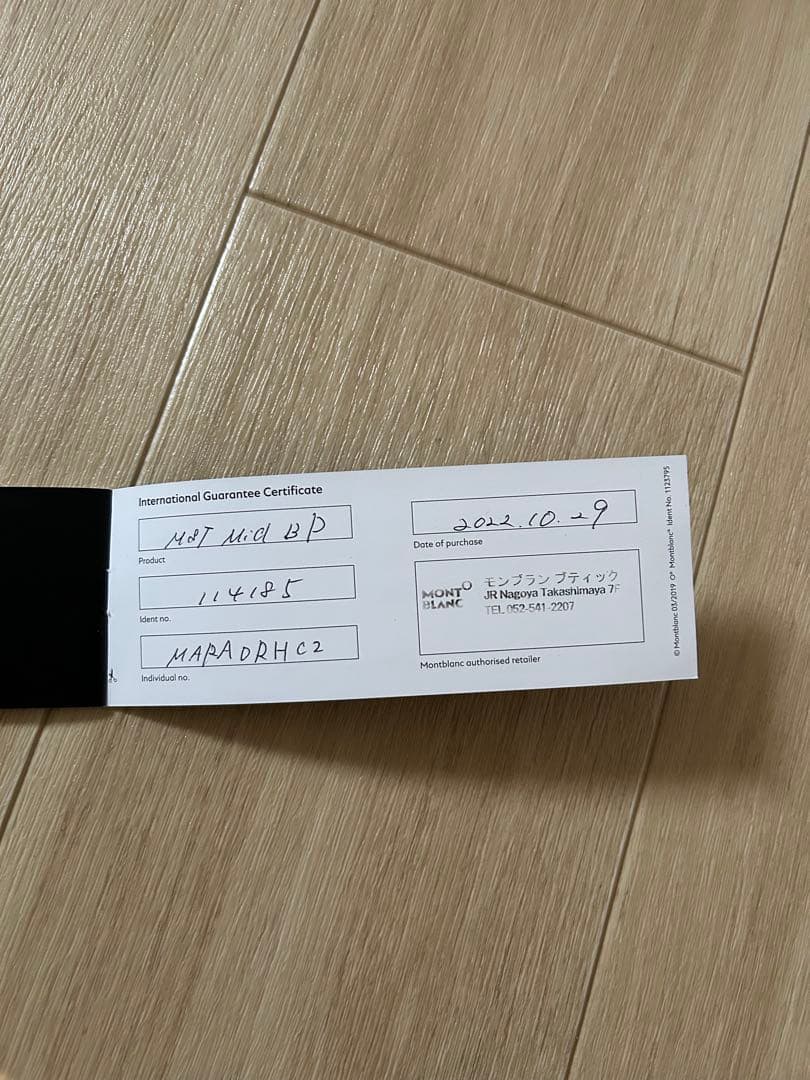 International Guarantee Certificate
MST Mid BP
Product
114185
Ident no.
MARADRHC2
Individual no.
2022.10.29
Date of purchase
MONT
BLANC
モンブラン ブティック
JR Nagoya Takashimaya 7F
TEL 052-541-2207
Montblanc authorised retailer
© Montblanc 03/2019 O* Montblanc® Ident No. 1123795